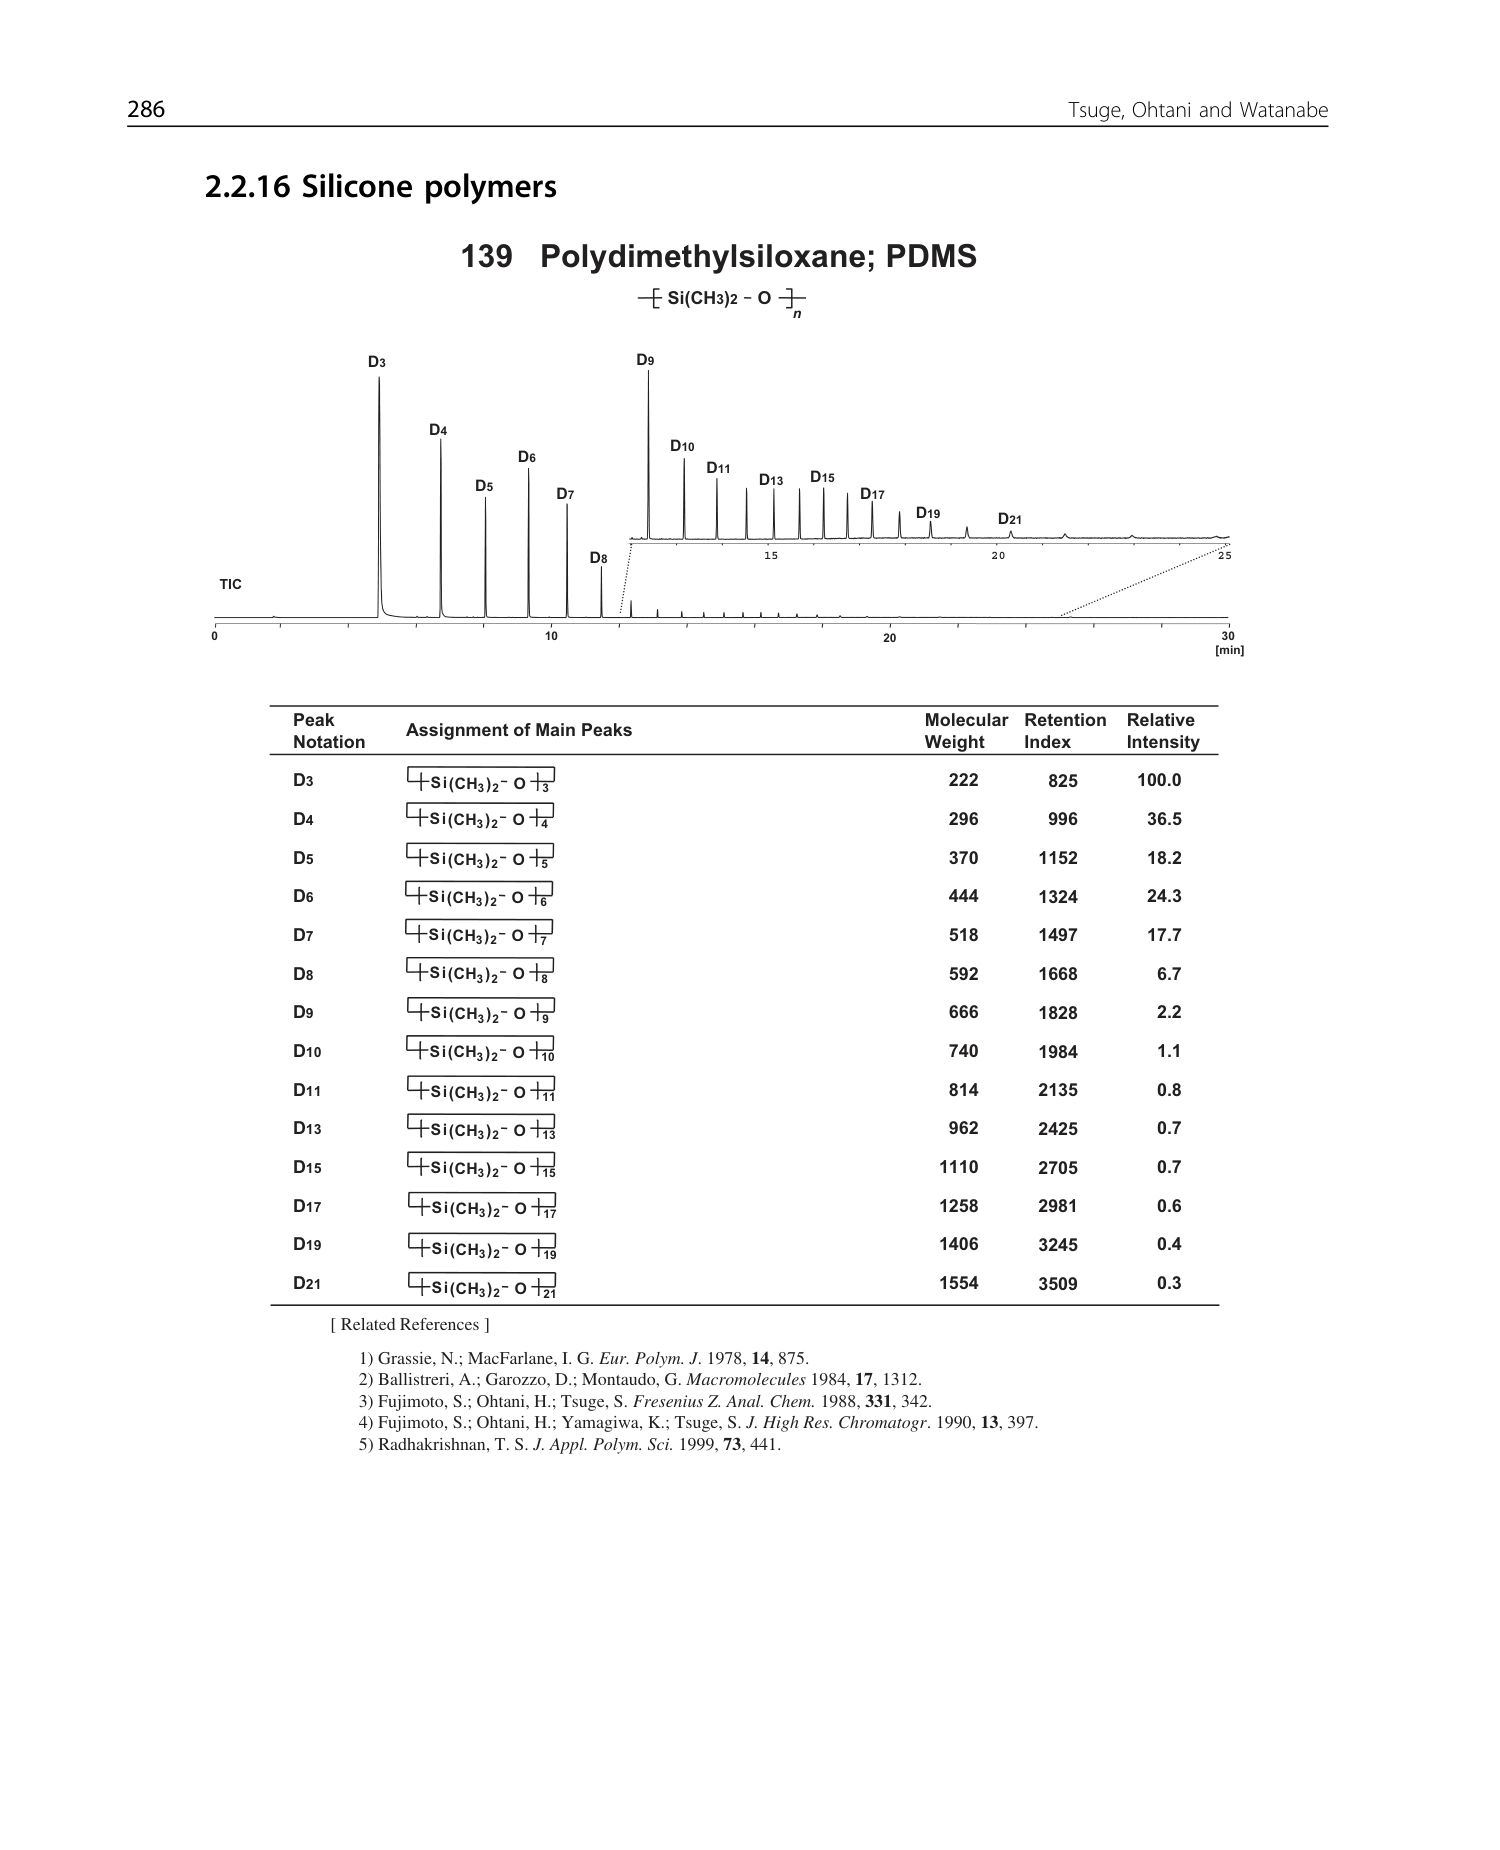 286 Tsuge, Ohtani and Watanabe
2.2.16 Silicone polymers
139 Polydimethylsiloxane; PDMS
[ Si(CH3)2 - O ]n
D3
D4
D5
D6
D7
D8
D9
D10
D11
D13
D15
D17
D19
D21
15 20 25
TIC
0 10 20 30
[min]
Peak Notation Assignment of Main Peaks Molecular Weight Retention Index Relative Intensity
D3 Si(CH3)2- O 3 222 825 100.0
D4 Si(CH3)2- O 4 296 996 36.5
D5 Si(CH3)2- O 5 370 1152 18.2
D6 Si(CH3)2- O 6 444 1324 24.3
D7 Si(CH3)2- O 7 518 1497 17.7
D8 Si(CH3)2- O 8 592 1668 6.7
D9 Si(CH3)2- O 9 666 1828 2.2
D10 Si(CH3)2- O 10 740 1984 1.1
D11 Si(CH3)2- O 11 814 2135 0.8
D13 Si(CH3)2- O 13 962 2425 0.7
D15 Si(CH3)2- O 15 1110 2705 0.7
D17 Si(CH3)2- O 17 1258 2981 0.6
D19 Si(CH3)2- O 19 1406 3245 0.4
D21 Si(CH3)2- O 21 1554 3509 0.3
[ Related References ]
1) Grassie, N.; MacFarlane, I. G. Eur. Polym. J. 1978, 14, 875.
2) Ballistreri, A.; Garozzo, D.; Montaudo, G. Macromolecules 1984, 17, 1312.
3) Fujimoto, S.; Ohtani, H.; Tsuge, S. Fresenius Z. Anal. Chem. 1988, 331, 342.
4) Fujimoto, S.; Ohtani, H.; Yamagiwa, K.; Tsuge, S. J. High Res. Chromatogr. 1990, 13, 397.
5) Radhakrishnan, T. S. J. Appl. Polym. Sci. 1999, 73, 441.